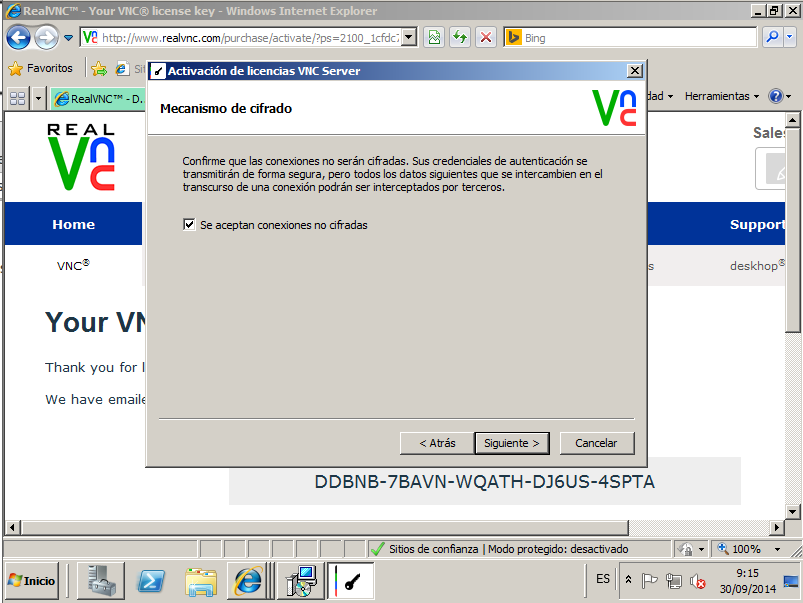 RealVNC™ - Your VNC® license key - Windows Internet Explorer
http://www.realvnc.com/purchase/activate/?ps=2100_1cfdc7
Bing
Favoritos
RealVNC™ - D.
dad
Herramientas
Activación de licencias VNC Server
Mecanismo de cifrado
VNC
Confirme que las conexiones no serán cifradas. Sus credenciales de autenticación se
transmitirán de forma segura, pero todos los datos siguientes que se intercambien en el
transcurso de una conexión podrán ser interceptados por terceros.
Se aceptan conexiones no cifradas
< Atrás
Siguiente >
Cancelar
REAL
VNC
Sales
Home
Support
VNC®
s
deskhop®
Your VN
Thank you for
We have emaile
DDBNB-7BAVN-WQATH-DJ6US-4SPTA
Sitios de confianza | Modo protegido: desactivado
100%
Inicio
ES
9:15
30/09/2014